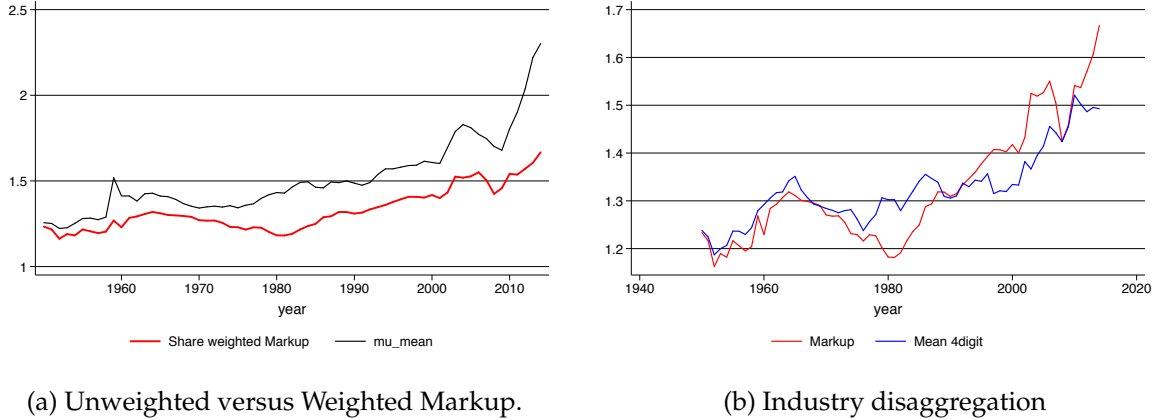 2.5
2
1.5
1
1960 1970 1980 1990 2000 2010
year
Share weighted Markup mu_mean
(a) Unweighted versus Weighted Markup.
1.7
1.6
1.5
1.4
1.3
1.2
1940 1960 1980 2000 2020
year
Markup Mean 4digit
(b) Industry disaggregation